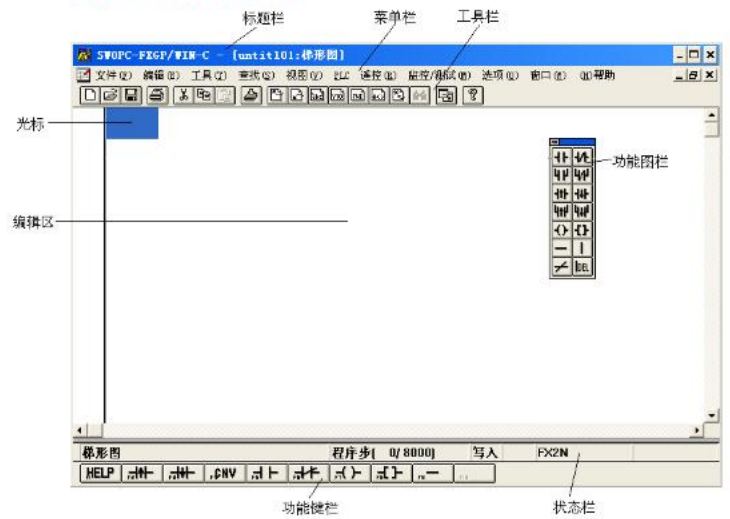 标题栏
菜单栏
工具栏
SWOPC-FXGP/WIN-C - [untitl01:梯形图]
文件(F) 编辑(E) 工具(T) 查找(S) 视图(V) PLC 遥控(R) 监控/测试(M) 选项(O) 窗口(W) (H)帮助
光标
功能图栏
编辑区
DEL
梯形图 程序步[ 0/8000] 写入 FX2N
HELP CNV
功能键栏
状态栏